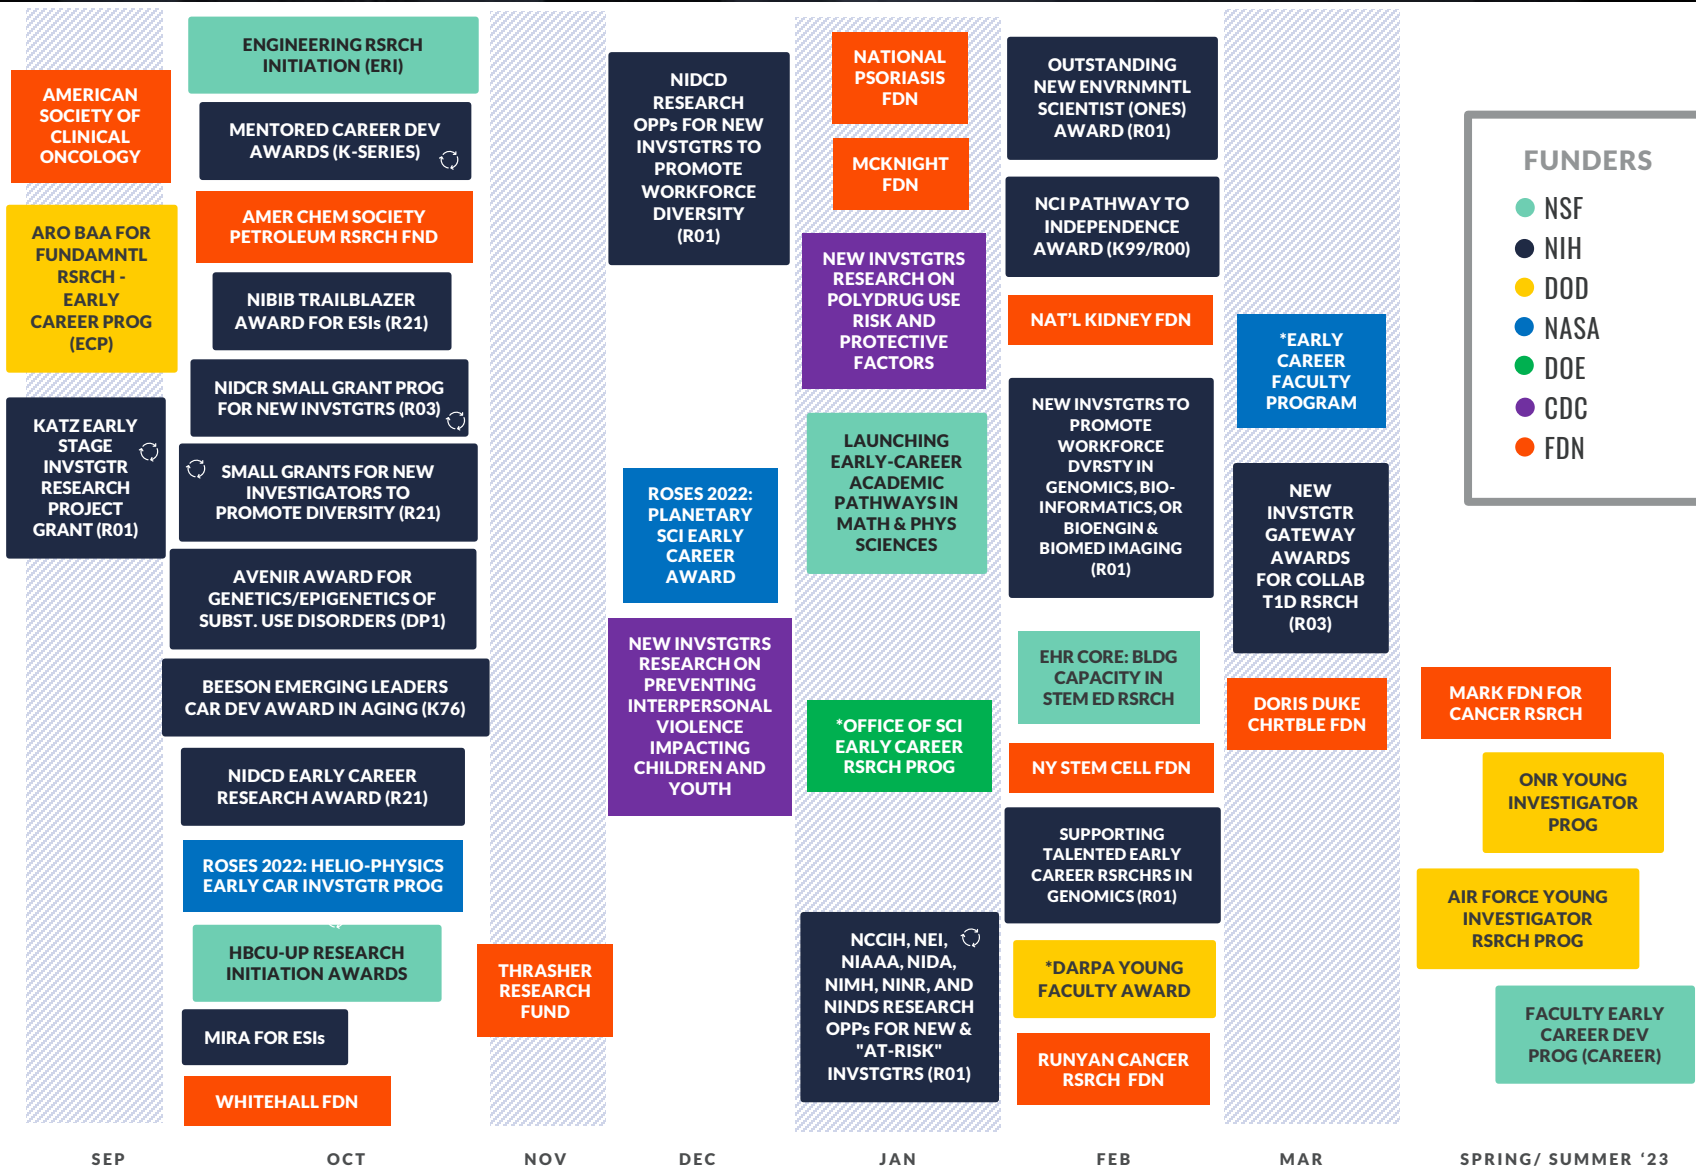 AMERICAN
SOCIETY OF
CLINICAL
ONCOLOGY
ARO BAA FOR
FUNDAMNTL
RSRCH -
EARLY
CAREER PROG
(ECP)
KATZ EARLY
STAGE
INVSTGTR
RESEARCH
PROJECT
GRANT (R01)
ENGINEERING RSRCH
INITIATION (ERI)
MENTORED CAREER DEV
AWARDS (K-SERIES)
AMER CHEM SOCIETY
PETROLEUM RSRCH FND
NIBIB TRAILBLAZER
AWARD FOR ESIs (R21)
NIDCR SMALL GRANT PROG
FOR NEW INVSTGTRS (R03)
SMALL GRANTS FOR NEW
INVESTIGATORS TO
PROMOTE DIVERSITY (R21)
AVENIR AWARD FOR
GENETICS/EPIGENETICS OF
SUBST. USE DISORDERS (DP1)
BEESON EMERGING LEADERS
CAR DEV AWARD IN AGING (K76)
NIDCD EARLY CAREER
RESEARCH AWARD (R21)
ROSES 2022: HELIO-PHYSICS
EARLY CAR INVSTGTR PROG
HBCU-UP RESEARCH
INITIATION AWARDS
MIRA FOR ESIs
WHITEHALL FDN
THRASHER
RESEARCH
FUND
NIDCD
RESEARCH
OPPs FOR NEW
INVSTGTRS TO
PROMOTE
WORKFORCE
DIVERSITY
(R01)
ROSES 2022:
PLANETARY
SCI EARLY
CAREER
AWARD
NEW INVSTGTRS
RESEARCH ON
PREVENTING
INTERPERSONAL
VIOLENCE
IMPACTING
CHILDREN AND
YOUTH
NATIONAL
PSORIASIS
FDN
MCKNIGHT
FDN
NEW INVSTGTRS
RESEARCH ON
POLYDRUG USE
RISK AND
PROTECTIVE
FACTORS
LAUNCHING
EARLY-CAREER
ACADEMIC
PATHWAYS IN
MATH & PHYS
SCIENCES
*OFFICE OF SCI
EARLY CAREER
RSRCH PROG
NCCIH, NEI,
NIAAA, NIDA,
NIMH, NINR, AND
NINDS RESEARCH
OPPs FOR NEW &
"AT-RISK"
INVSTGTRS (R01)
OUTSTANDING
NEW ENVRNMNTL
SCIENTIST (ONES)
AWARD (R01)
NCI PATHWAY TO
INDEPENDENCE
AWARD (K99/R00)
NAT'L KIDNEY FDN
NEW INVSTGTRS TO
PROMOTE
WORKFORCE
DVRSTY IN
GENOMICS, BIO-
INFORMATICS, OR
BIOENGIN &
BIOMED IMAGING
(R01)
EHR CORE: BLDG
CAPACITY IN
STEM ED RSRCH
NY STEM CELL FDN
SUPPORTING
TALENTED EARLY
CAREER RSRCHRS IN
GENOMICS (R01)
*DARPA YOUNG
FACULTY AWARD
RUNYAN CANCER
RSRCH FDN
*EARLY
CAREER
FACULTY
PROGRAM
NEW
INVSTGTR
GATEWAY
AWARDS
FOR COLLAB
T1D RSRCH
(R03)
DORIS DUKE
CHRTBLE FDN
FUNDERS
NSF
NIH
DOD
NASA
DOE
CDC
FDN
MARK FDN FOR
CANCER RSRCH
ONR YOUNG
INVESTIGATOR
PROG
AIR FORCE YOUNG
INVESTIGATOR
RSRCH PROG
FACULTY EARLY
CAREER DEV
PROG (CAREER)
SEP
OCT
NOV
DEC
JAN
FEB
MAR
SPRING/ SUMMER ‘23